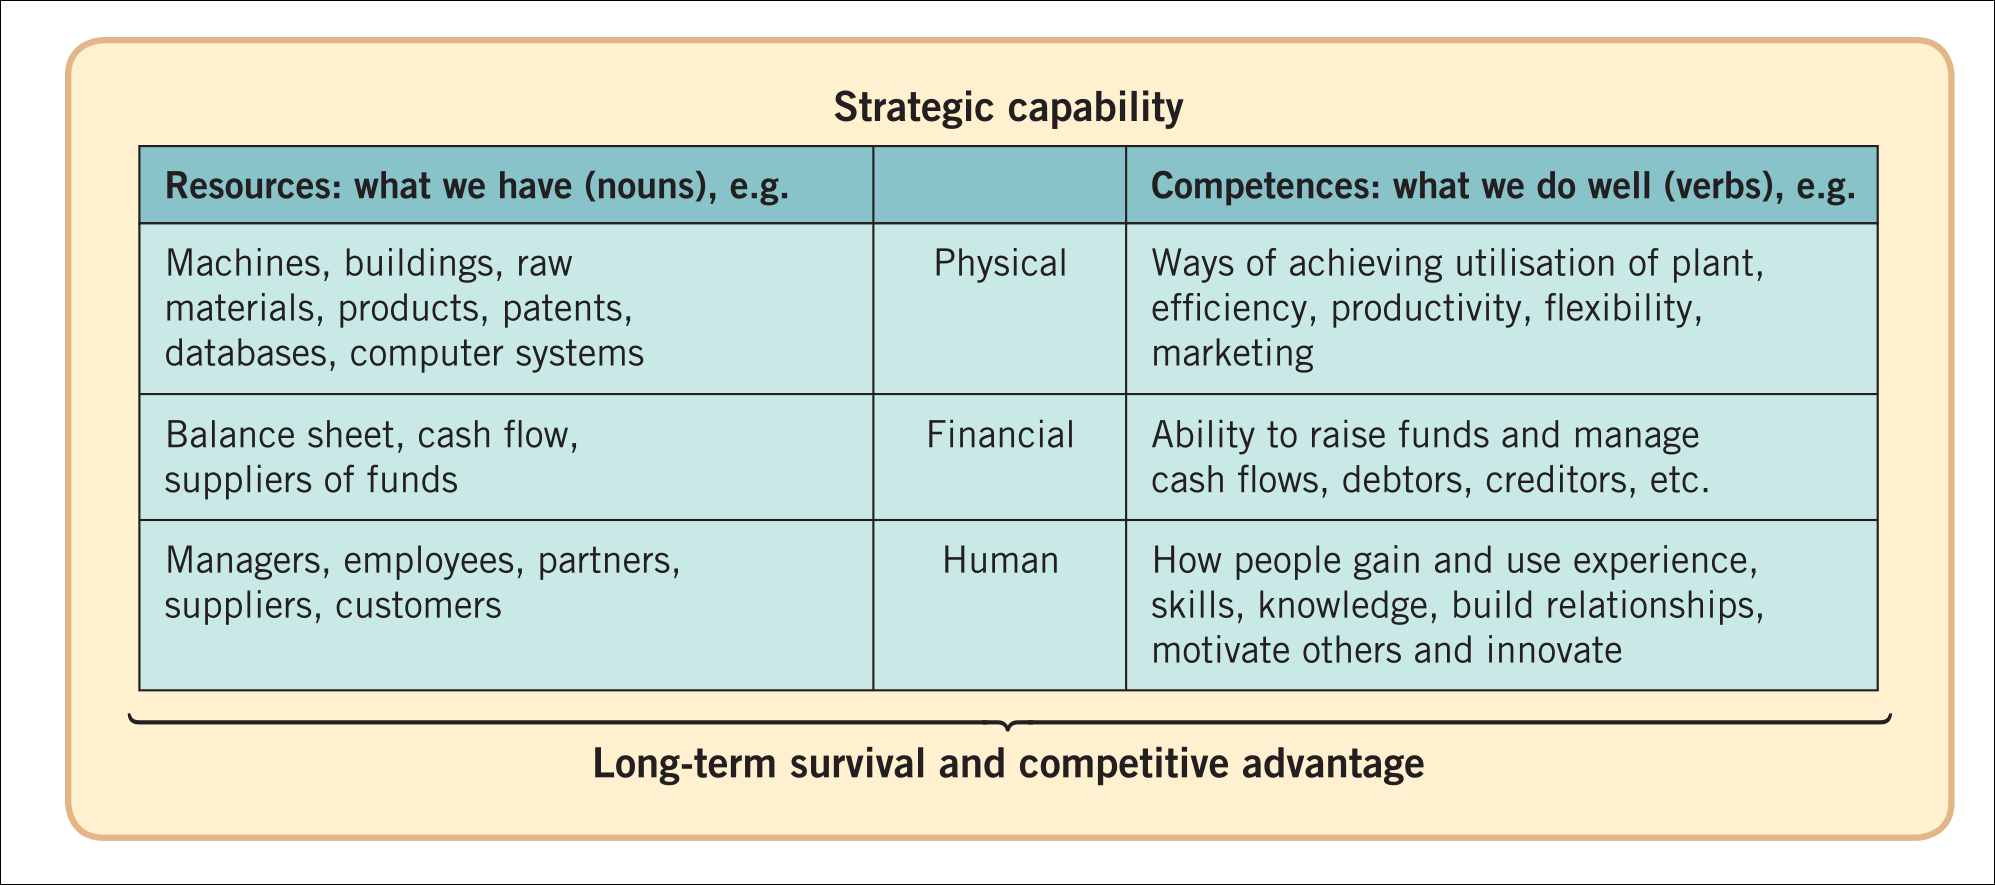 Strategic capability
Resources: what we have (nouns), e.g.
Competences: what we do well (verbs), e.g.
Machines, buildings, raw
materials, products, patents,
databases, computer systems
Physical
Ways of achieving utilisation of plant,
efficiency, productivity, flexibility,
marketing
Balance sheet, cash flow,
suppliers of funds
Financial
Ability to raise funds and manage
cash flows, debtors, creditors, etc.
Managers, employees, partners,
suppliers, customers
Human
How people gain and use experience,
skills, knowledge, build relationships,
motivate others and innovate
Long-term survival and competitive advantage